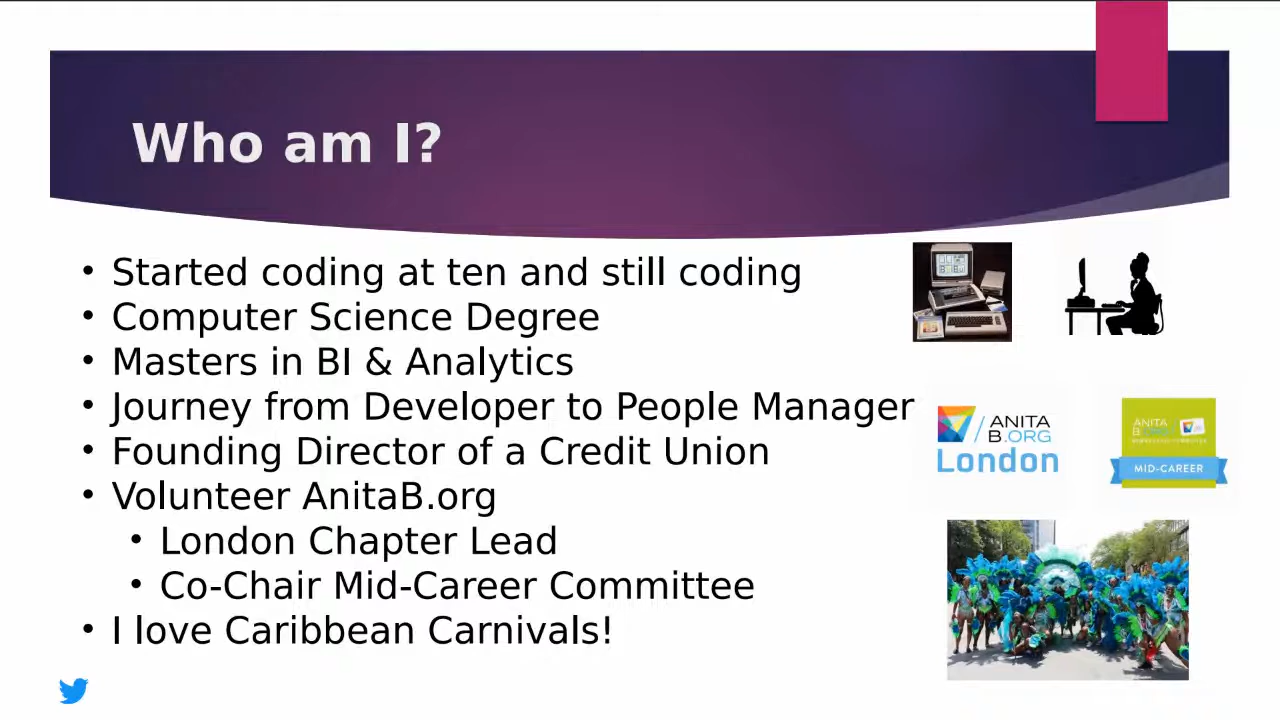 Who am I?
• Started coding at ten and still coding
• Computer Science Degree
• Masters in BI & Analytics
• Journey from Developer to People Manager
• Founding Director of a Credit Union
• Volunteer AnitaB.org
• London Chapter Lead
• Co-Chair Mid-Career Committee
• I love Caribbean Carnivals!
ANITA
B.ORG
London
ANITA
B.
MID-CAREER